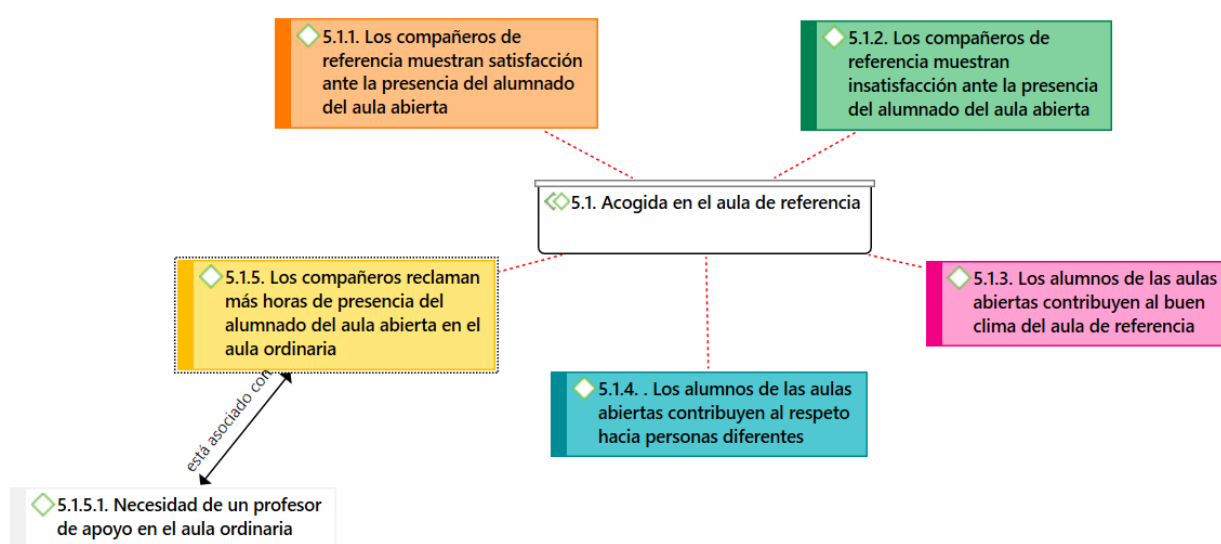 5.1.1. Los compañeros de
referencia muestran satisfacción
ante la presencia del alumnado
del aula abierta
5.1.2. Los compañeros de
referencia muestran
insatisfacción ante la presencia
del alumnado del aula abierta
5.1. Acogida en el aula de referencia
5.1.5. Los compañeros reclaman
más horas de presencia del
alumnado del aula abierta en el
aula ordinaria
5.1.3. Los alumnos de las aulas
abiertas contribuyen al buen
clima del aula de referencia
5.1.4. . Los alumnos de las aulas
abiertas contribuyen al respeto
hacia personas diferentes
está asociado con
5.1.5.1. Necesidad de un profesor
de apoyo en el aula ordinaria